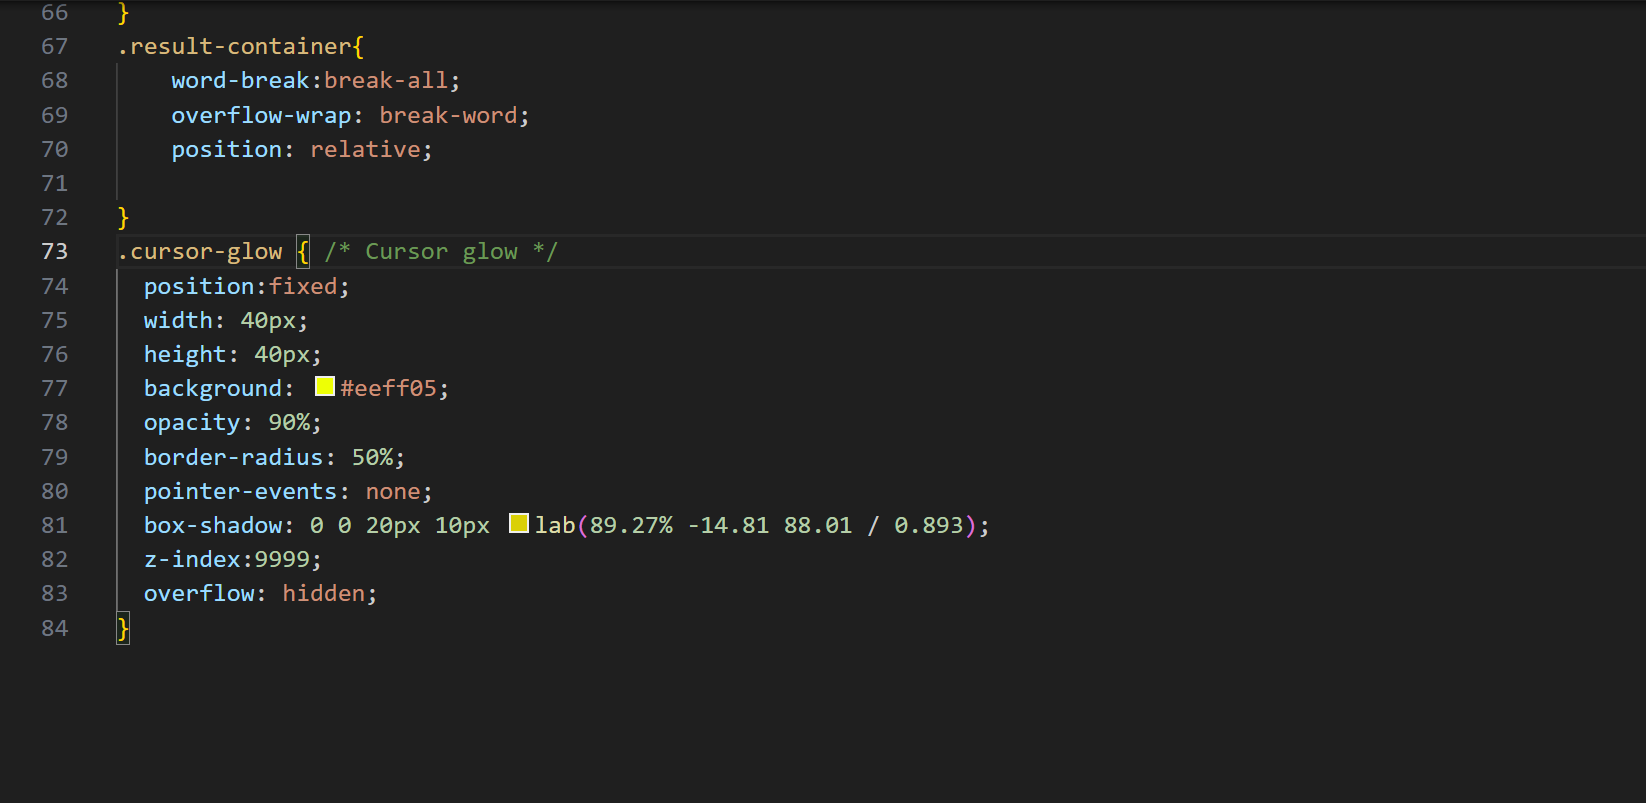 66 }
67 .result-container{
68     word-break:break-all;
69     overflow-wrap: break-word;
70     position: relative;
71
72 }
73 .cursor-glow { /* Cursor glow */
74   position:fixed;
75   width: 40px;
76   height: 40px;
77   background: #eeff05;
78   opacity: 90%;
79   border-radius: 50%;
80   pointer-events: none;
81   box-shadow: 0 0 20px 10px lab(89.27% -14.81 88.01 / 0.893);
82   z-index:9999;
83   overflow: hidden;
84 }